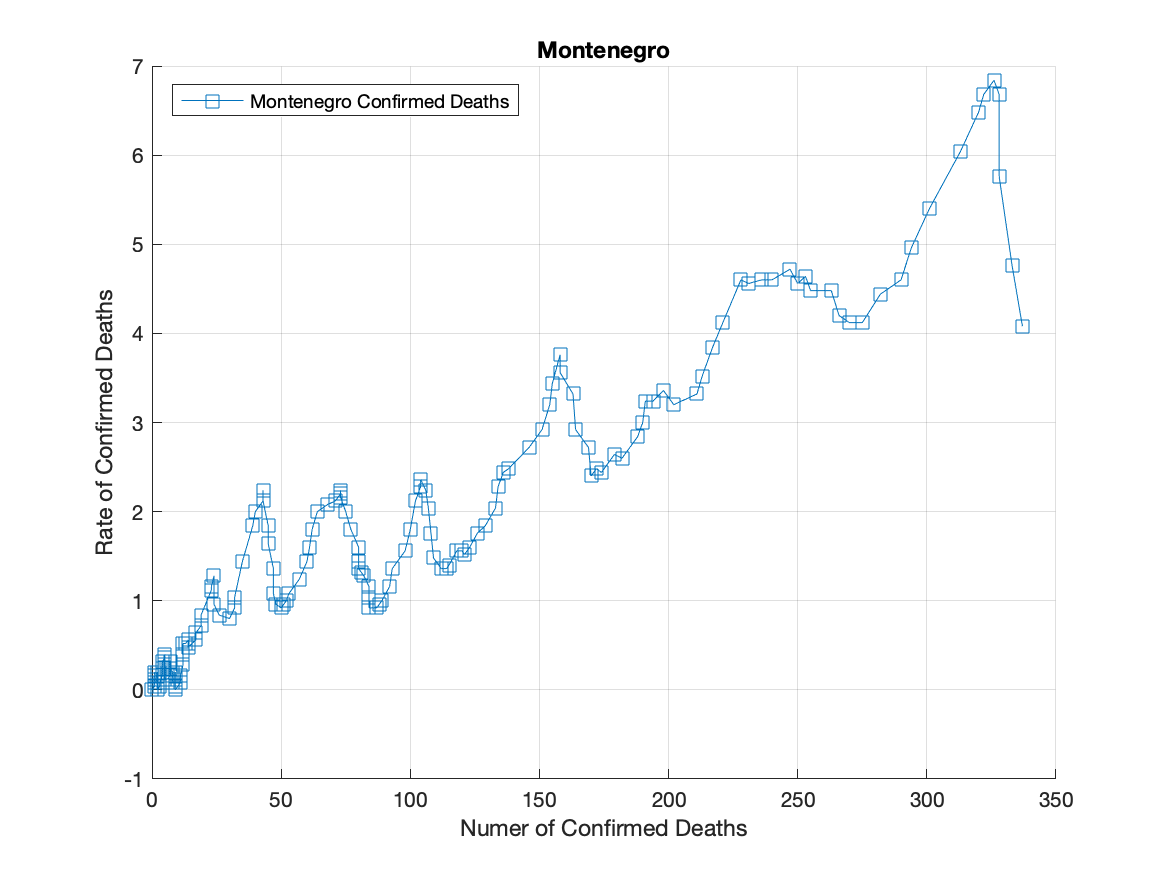 Montenegro
Montenegro Confirmed Deaths
Rate of Confirmed Deaths
7
6
5
4
3
2
1
0
-1
0 50 100 150 200 250 300 350
Numer of Confirmed Deaths